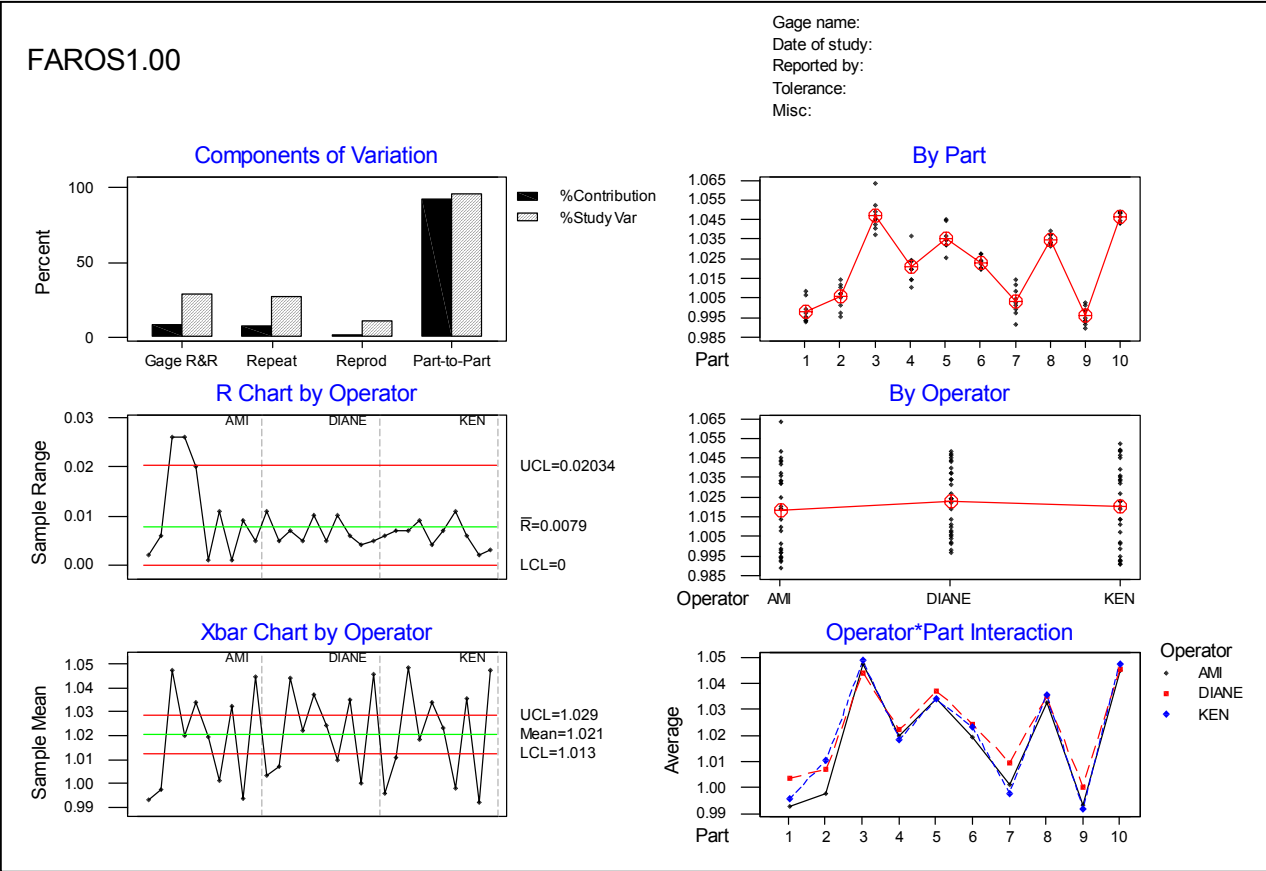 FAROS1.00
Gage name:
Date of study:
Reported by:
Tolerance:
Misc:
Components of Variation
100
50
0
Percent
Gage R&R Repeat Reprod Part-to-Part
%Contribution
%Study Var
By Part
1.065
1.055
1.045
1.035
1.025
1.015
1.005
0.995
0.985
Part 1 2 3 4 5 6 7 8 9 10
R Chart by Operator
0.03
0.02
0.01
0.00
Sample Range
AMI DIANE KEN
UCL=0.02034
R=0.0079
LCL=0
By Operator
1.065
1.055
1.045
1.035
1.025
1.015
1.005
0.995
0.985
Operator AMI DIANE KEN
Xbar Chart by Operator
1.05
1.04
1.03
1.02
1.01
1.00
0.99
Sample Mean
AMI DIANE KEN
UCL=1.029
Mean=1.021
LCL=1.013
Operator*Part Interaction
1.05
1.04
1.03
1.02
1.01
1.00
0.99
Average
Part 1 2 3 4 5 6 7 8 9 10
Operator
AMI
DIANE
KEN